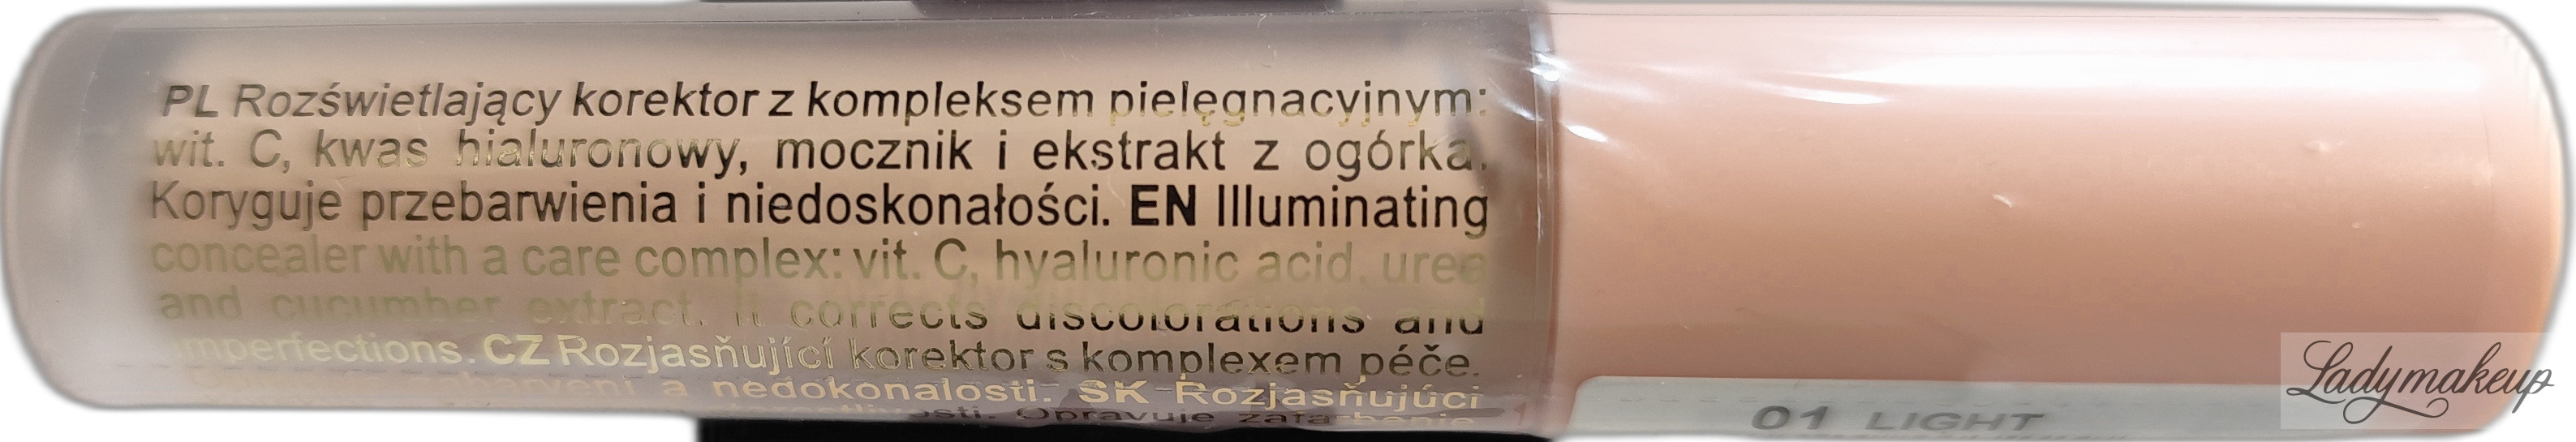 PL Rozświetlający korektor z kompleksem pielęgnacyjnym:
wit. C, kwas hialuronowy, mocznik i ekstrakt z ogórka.
Koryguje przebarwienia i niedoskonałości. EN Illuminating
concealer with a care complex: vit. C, hyaluronic acid, urea
and cucumber extract. It corrects discolorations and
imperfections. CZ Rozjasňující korektor s komplexem péče.
a nedokonalosti. SK Rozjasňujúci
Opravuje
01 LIGHT
Ladymakeup